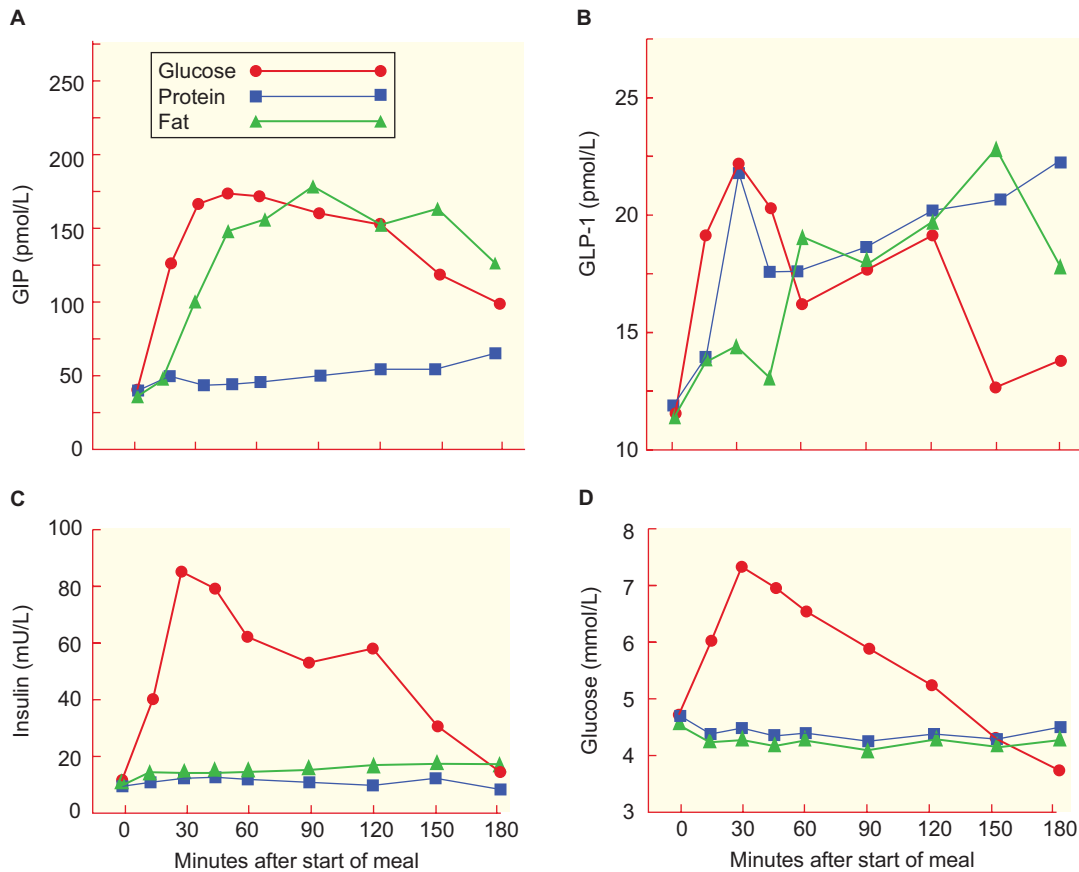 A
GIP (pmol/L)
250
200
150
100
50
0
Glucose
Protein
Fat
B
GLP-1 (pmol/L)
25
20
15
10
C
Insulin (mU/L)
100
80
60
40
20
0
0 30 60 90 120 150 180
Minutes after start of meal
D
Glucose (mmol/L)
8
7
6
5
4
3
0 30 60 90 120 150 180
Minutes after start of meal